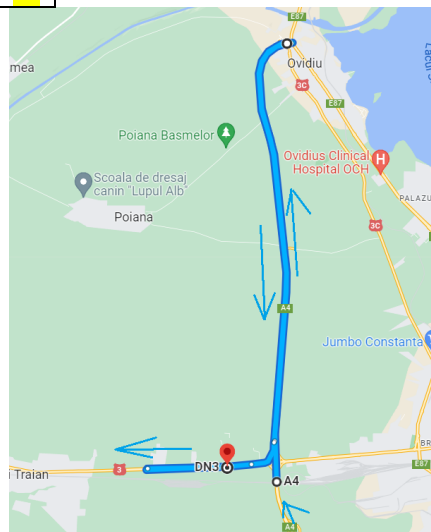 E87
mea
Ovidiu
E87
3C
Poiana Basmelor
Ovidius Clinical
Hospital OCH
H
Scoala de dresaj
canin "Lupul Alb"
Poiana
PALAZU
3C
A4
Jumbo Constanta
BR
DN3
E87
i Traian
3
A4
A4